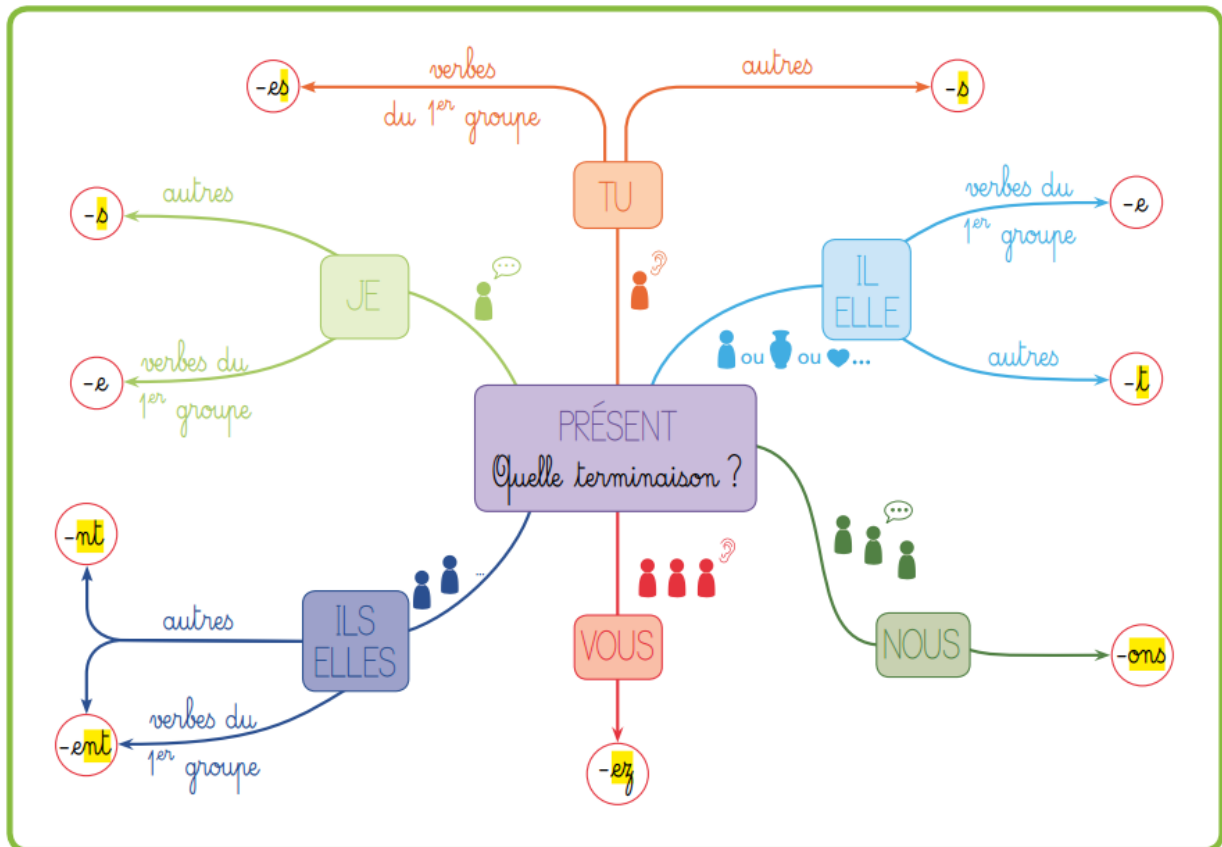 verbes
du 1er groupe
-es
autres
-s
TU
autres
-s
JE
verbes du
1er groupe
-e
verbes du
1er groupe
-e
IL
ELLE
ou ou ...
autres
-t
PRÉSENT
Quelle terminaison ?
-nt
autres
ILS
ELLES
...
verbes du
1er groupe
-ent
VOUS
-ez
NOUS
-ons